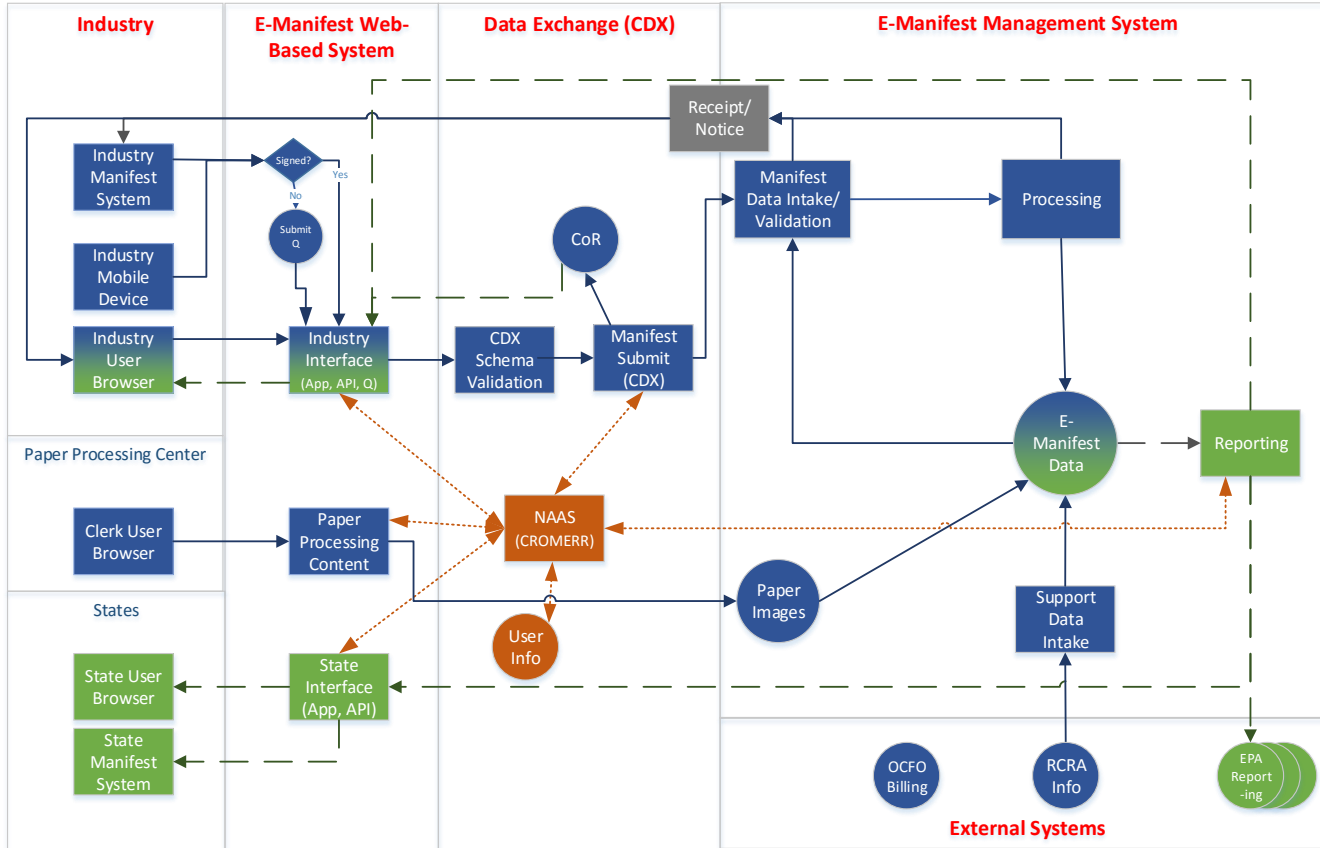 Industry
E-Manifest Web-
Based System
Data Exchange (CDX)
E-Manifest Management System
Receipt/
Notice
Industry
Manifest
System
Signed?
Yes
No
Submit
Q
Manifest
Data Intake/
Validation
Processing
CoR
Industry
Mobile
Device
Industry
User
Browser
Industry
Interface
(App, API, Q)
CDX
Schema
Validation
Manifest
Submit
(CDX)
E-
Manifest
Data
Reporting
Paper Processing Center
Clerk User
Browser
Paper
Processing
Content
NAAS
(CROMERR)
Paper
Images
Support
Data
Intake
States
User
Info
State User
Browser
State
Interface
(App, API)
State
Manifest
System
OCFO
Billing
RCRA
Info
EPA
Report
-ing
External Systems